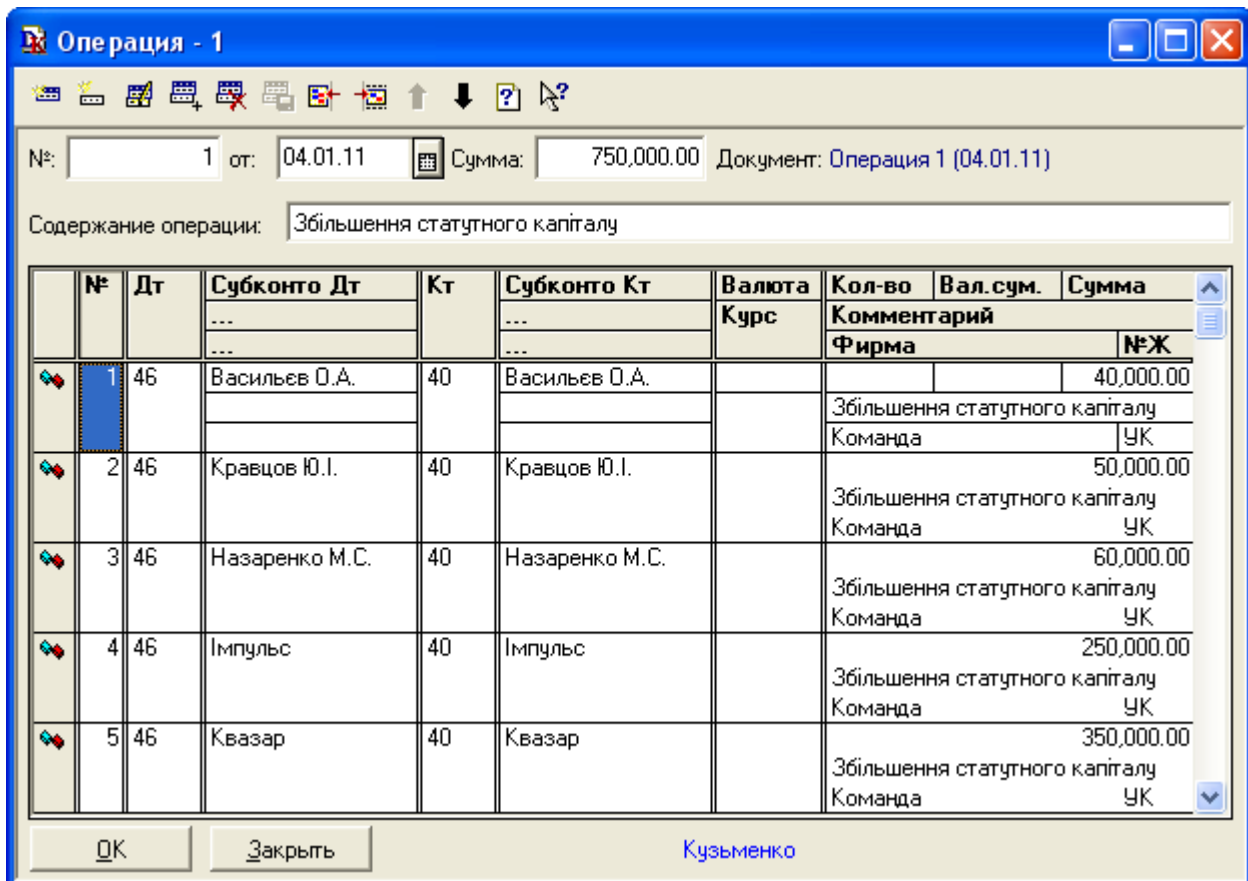 Операция - 1
№: 1 от: 04.01.11 Сумма: 750,000.00 Документ: Операция 1 (04.01.11)
Содержание операции: Збільшення статутного капіталу
№ Дт Субконто Дт Кт Субконто Кт Валюта Кол-во Вал.сум. Сумма
... ... Курс Комментарий
... ... Фирма №Ж
1 46 Васильєв О.А. 40 Васильєв О.А. 40,000.00
Збільшення статутного капіталу
Команда УК
2 46 Кравцов Ю.І. 40 Кравцов Ю.І. 50,000.00
Збільшення статутного капіталу
Команда УК
3 46 Назаренко М.С. 40 Назаренко М.С. 60,000.00
Збільшення статутного капіталу
Команда УК
4 46 Імпульс 40 Імпульс 250,000.00
Збільшення статутного капіталу
Команда УК
5 46 Квазар 40 Квазар 350,000.00
Збільшення статутного капіталу
Команда УК
OK Закрыть Кузьменко